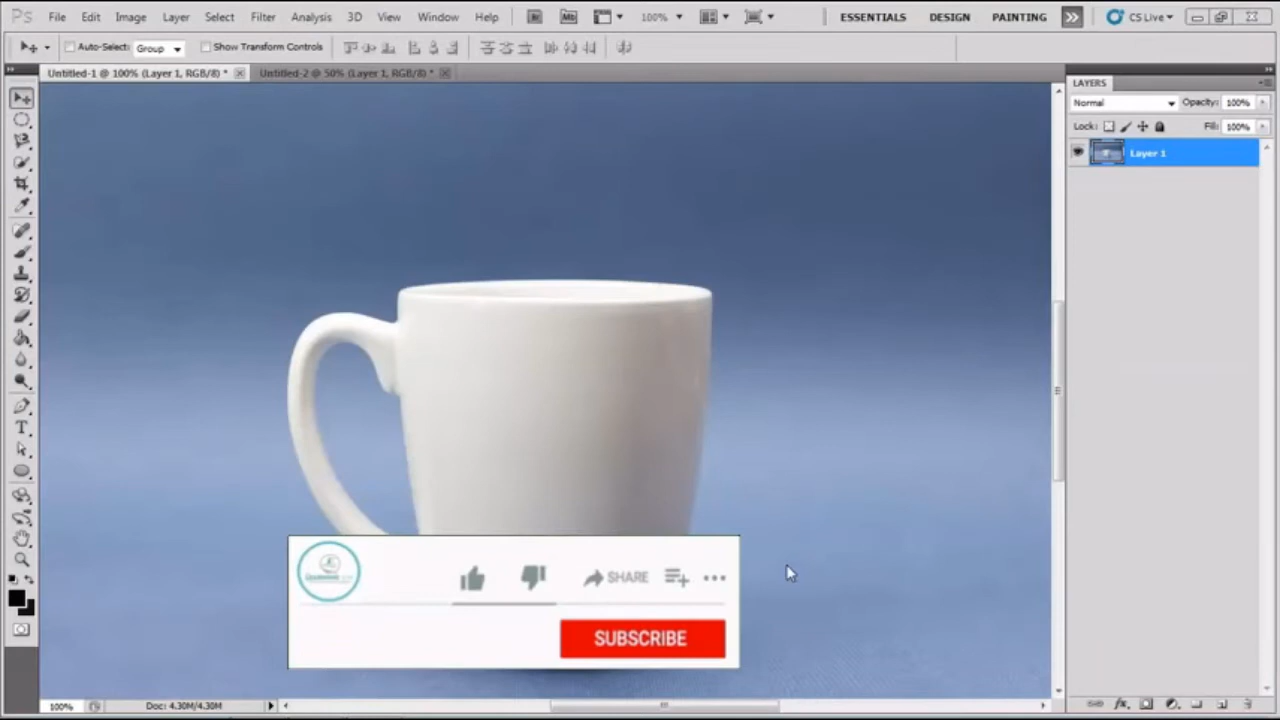 Ps File Edit Image Layer Select Filter Analysis 3D View Window Help Br Mb 100% ESSENTIALS DESIGN PAINTING CS Live
Auto-Select: Group Show Transform Controls
Untitled-1 @ 100% (Layer 1, RGB/8) * Untitled-2 @ 50% (Layer 1, RGB/8) *
LAYERS
Normal Opacity: 100%
Lock: Fill: 100%
Layer 1
SHARE
SUBSCRIBE
100% Doc: 4.30M/4.30M